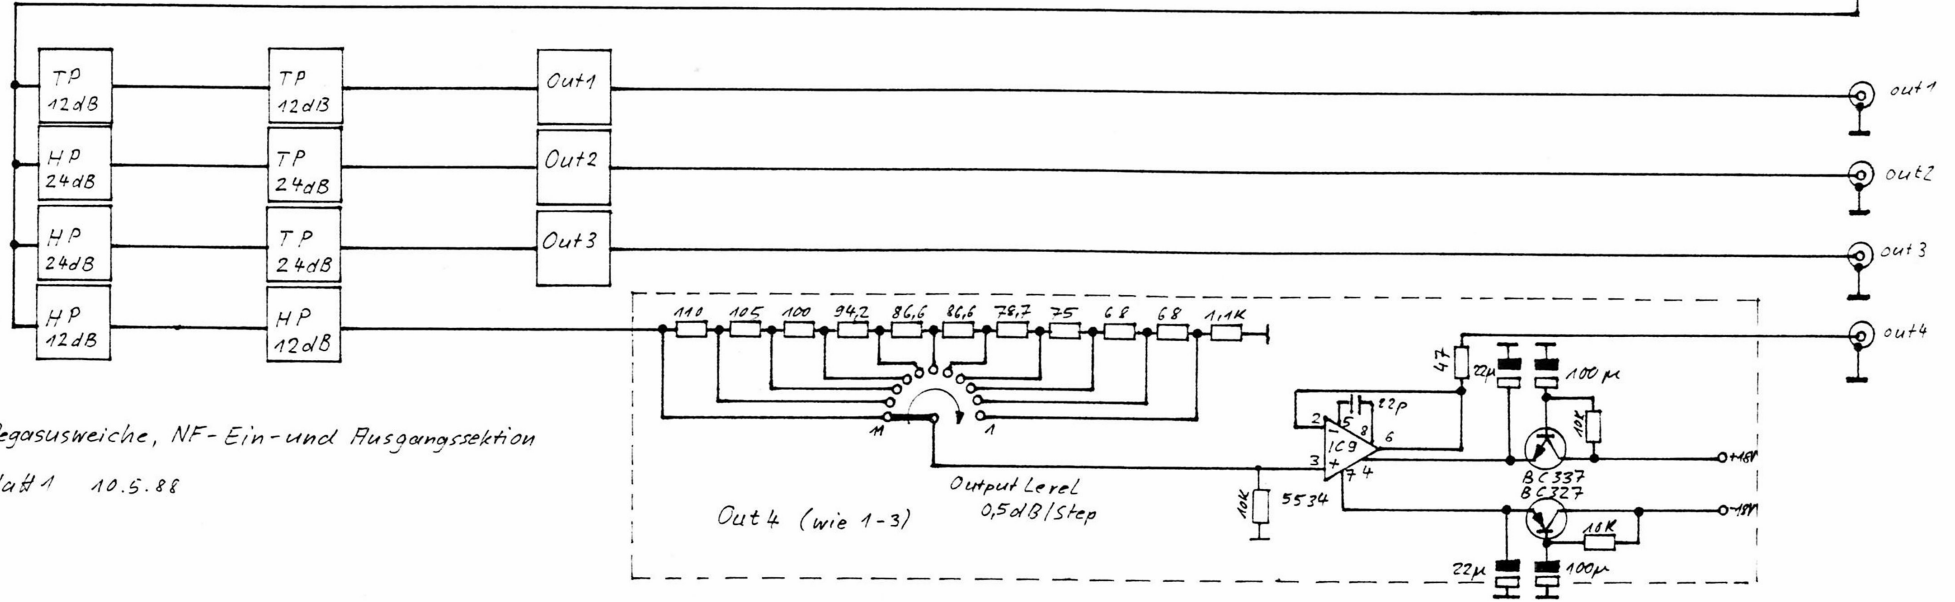 TP
12dB
TP
12dB
Out1
out1
HP
24dB
TP
24dB
Out2
out2
HP
24dB
TP
24dB
Out3
out3
HP
12dB
HP
12dB
110 105 100 94,2 86,6 86,6 78,7 75 68 68 1,1K
out4
47
22µ
100µ
22p
10K
2 5 8 6
IC9
3 + 7 4
11 1
+18V
BC337
BC327
-18V
10K
5534
10K
Output Level
0,5dB/Step
Out4 (wie 1-3)
22µ
100µ
egasusweiche, NF-Ein-und Ausgangssektion
latt 1 10.5.88